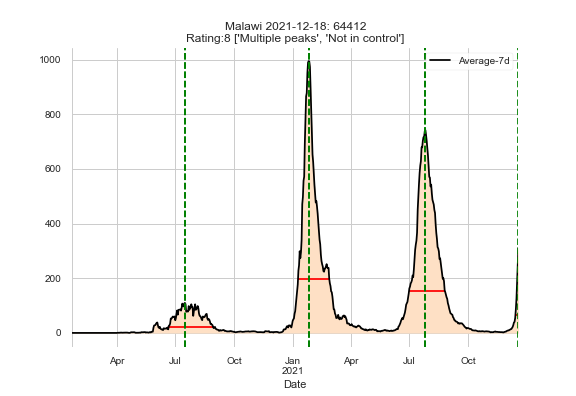 Malawi 2021-12-18: 64412
Rating:8 ['Multiple peaks', 'Not in control']
Average-7d
1000
800
600
400
200
0
Apr Jul Oct Jan Apr Jul Oct
2021
Date